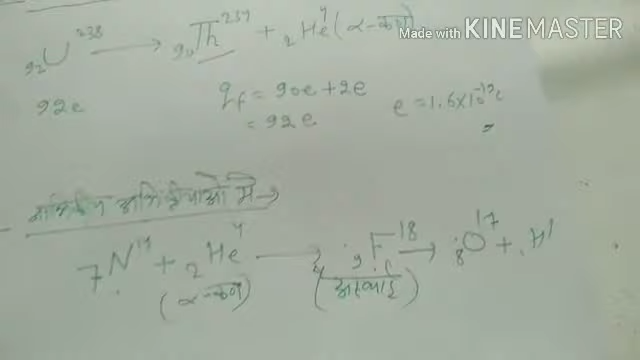 Made with KINEMASTER
₉₂U²³⁸ → ₉₀Th²³⁴ + ₂He⁴ (α-कण)
92e
qf = 90e + 2e
= 92e
e = 1.6×10⁻¹⁹c
नाभिकीय अभिक्रियाओं में →
₇N¹⁴ + ₂He⁴ → ₉F¹⁸ → ₈O¹⁷ + ₁H¹
(α-कण) (अस्थाई)